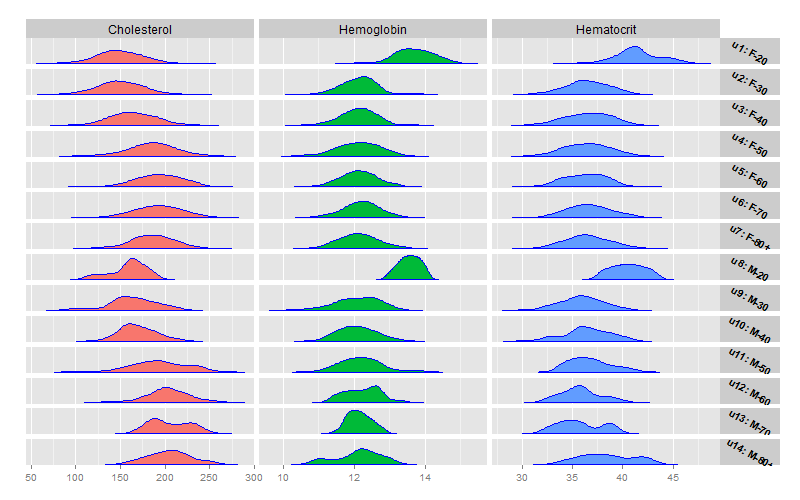 Cholesterol Hemoglobin Hematocrit
u1: F-20
u2: F-30
u3: F-40
u4: F-50
u5: F-60
u6: F-70
u7: F-80+
u8: M-20
u9: M-30
u10: M-40
u11: M-50
u12: M-60
u13: M-70
u14: M-80+
50 100 150 200 250 300 10 12 14 30 35 40 45